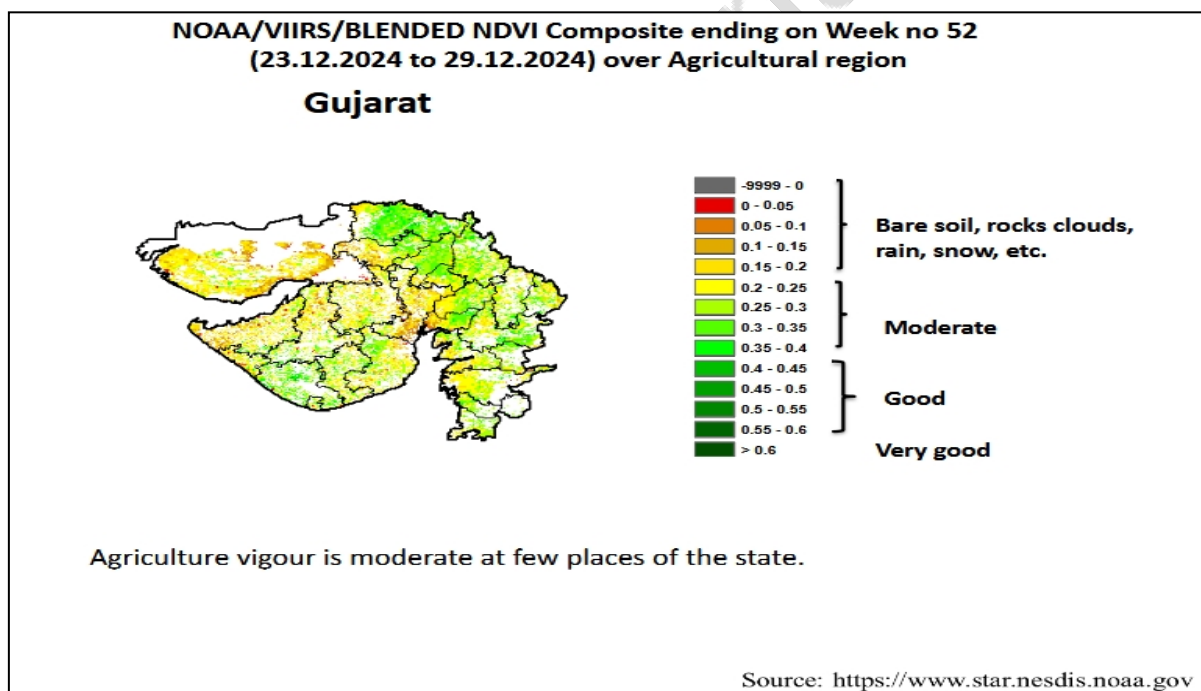 NOAA/VIIRS/BLENDED NDVI Composite ending on Week no 52
(23.12.2024 to 29.12.2024) over Agricultural region
Gujarat
-9999 - 0
0 - 0.05
0.05 - 0.1
0.1 - 0.15
0.15 - 0.2
0.2 - 0.25
0.25 - 0.3
0.3 - 0.35
0.35 - 0.4
0.4 - 0.45
0.45 - 0.5
0.5 - 0.55
0.55 - 0.6
> 0.6
Bare soil, rocks clouds,
rain, snow, etc.
Moderate
Good
Very good
Agriculture vigour is moderate at few places of the state.
Source: https://www.star.nesdis.noaa.gov